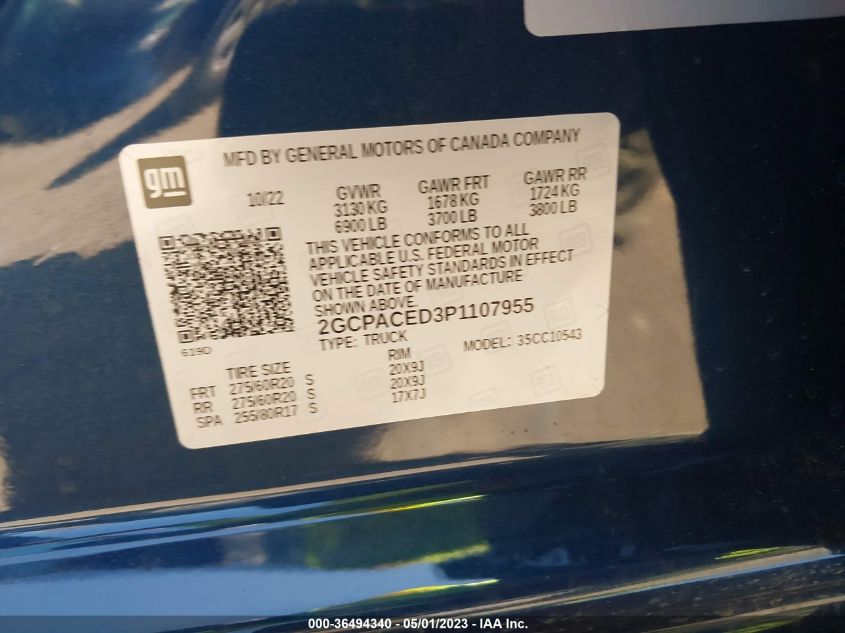 gm
MFD BY GENERAL MOTORS OF CANADA COMPANY
10/22 GVWR GAWR FRT GAWR RR
3130 KG 1678 KG 1724 KG
6900 LB 3700 LB 3800 LB
THIS VEHICLE CONFORMS TO ALL
APPLICABLE U.S. FEDERAL MOTOR
VEHICLE SAFETY STANDARDS IN EFFECT
ON THE DATE OF MANUFACTURE
SHOWN ABOVE.
2GCPACED3P1107955
619D
TYPE: TRUCK MODEL: 35CC10543
TIRE SIZE RIM
FRT 275/60R20 S 20X9J
RR 275/60R20 S 20X9J
SPA 255/80R17 S 17X7J
000-36494340 - 05/01/2023 - IAA Inc.